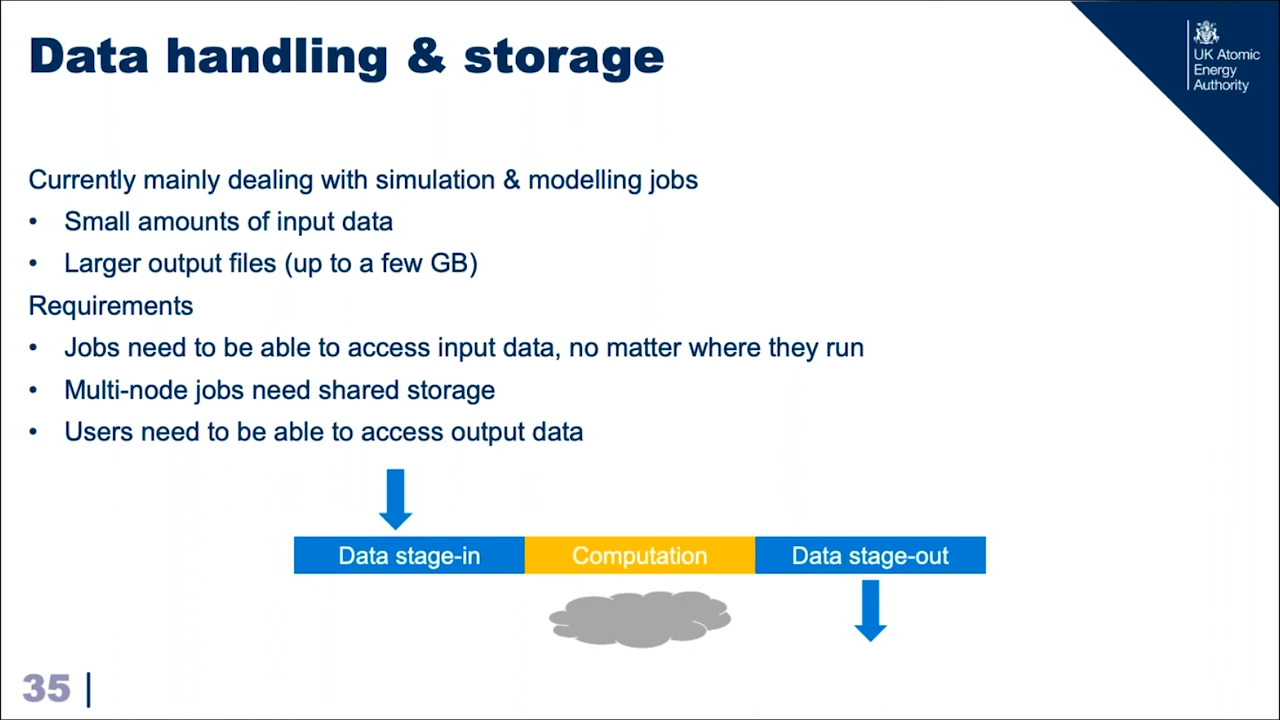 Data handling & storage
UK Atomic
Energy
Authority
Currently mainly dealing with simulation & modelling jobs
• Small amounts of input data
• Larger output files (up to a few GB)
Requirements
• Jobs need to be able to access input data, no matter where they run
• Multi-node jobs need shared storage
• Users need to be able to access output data
Data stage-in
Computation
Data stage-out
35 |